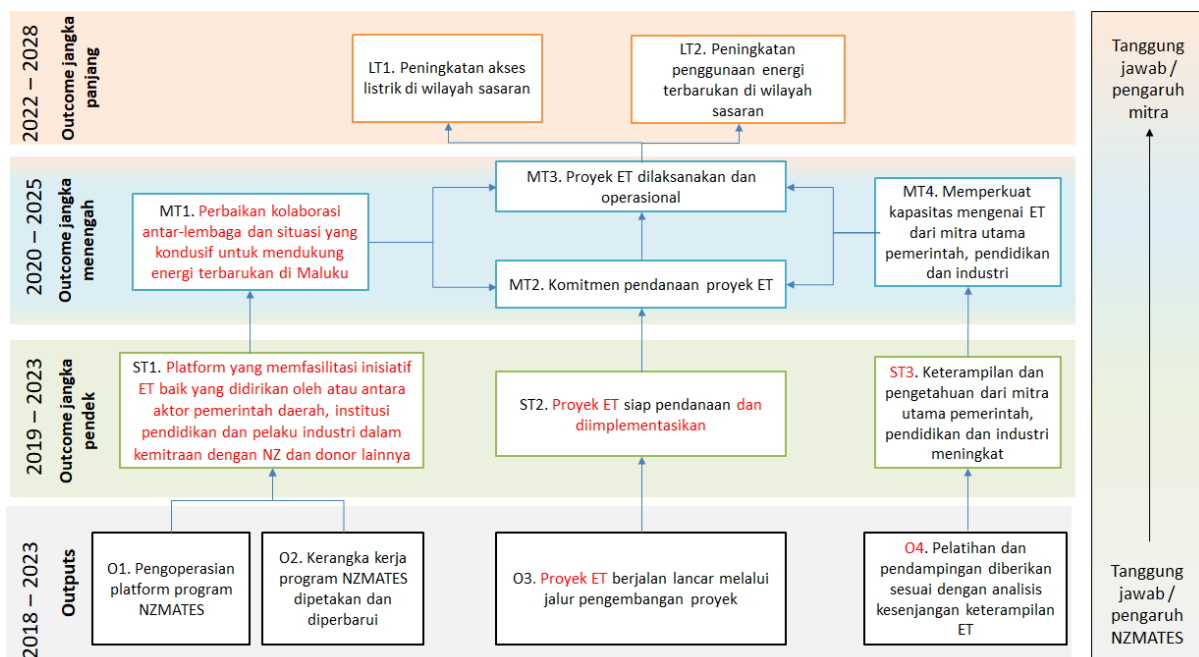 2022 – 2028
Outcome jangka
panjang
LT1. Peningkatan akses
listrik di wilayah sasaran
LT2. Peningkatan
penggunaan energi
terbarukan di wilayah
sasaran
2020 – 2025
Outcome jangka
menengah
MT1. Perbaikan kolaborasi
antar-lembaga dan situasi yang
kondusif untuk mendukung
energi terbarukan di Maluku
MT3. Proyek ET dilaksanakan dan
operasional
MT2. Komitmen pendanaan proyek ET
MT4. Memperkuat
kapasitas mengenai ET
dari mitra utama
pemerintah, pendidikan
dan industri
2019 – 2023
Outcome jangka
pendek
ST1. Platform yang memfasilitasi inisiatif
ET baik yang didirikan oleh atau antara
aktor pemerintah daerah, institusi
pendidikan dan pelaku industri dalam
kemitraan dengan NZ dan donor lainnya
ST2. Proyek ET siap pendanaan dan
diimplementasikan
ST3. Keterampilan dan
pengetahuan dari mitra
utama pemerintah,
pendidikan dan industri
meningkat
2018 – 2023
Outputs
O1. Pengoperasian
platform program
NZMATES
O2. Kerangka kerja
program NZMATES
dipetakan dan
diperbarui
O3. Proyek ET berjalan lancar melalui
jalur pengembangan proyek
O4. Pelatihan dan
pendampingan diberikan
sesuai dengan analisis
kesenjangan keterampilan
ET
Tanggung
jawab /
pengaruh
mitra
Tanggung
jawab /
pengaruh
NZMATES